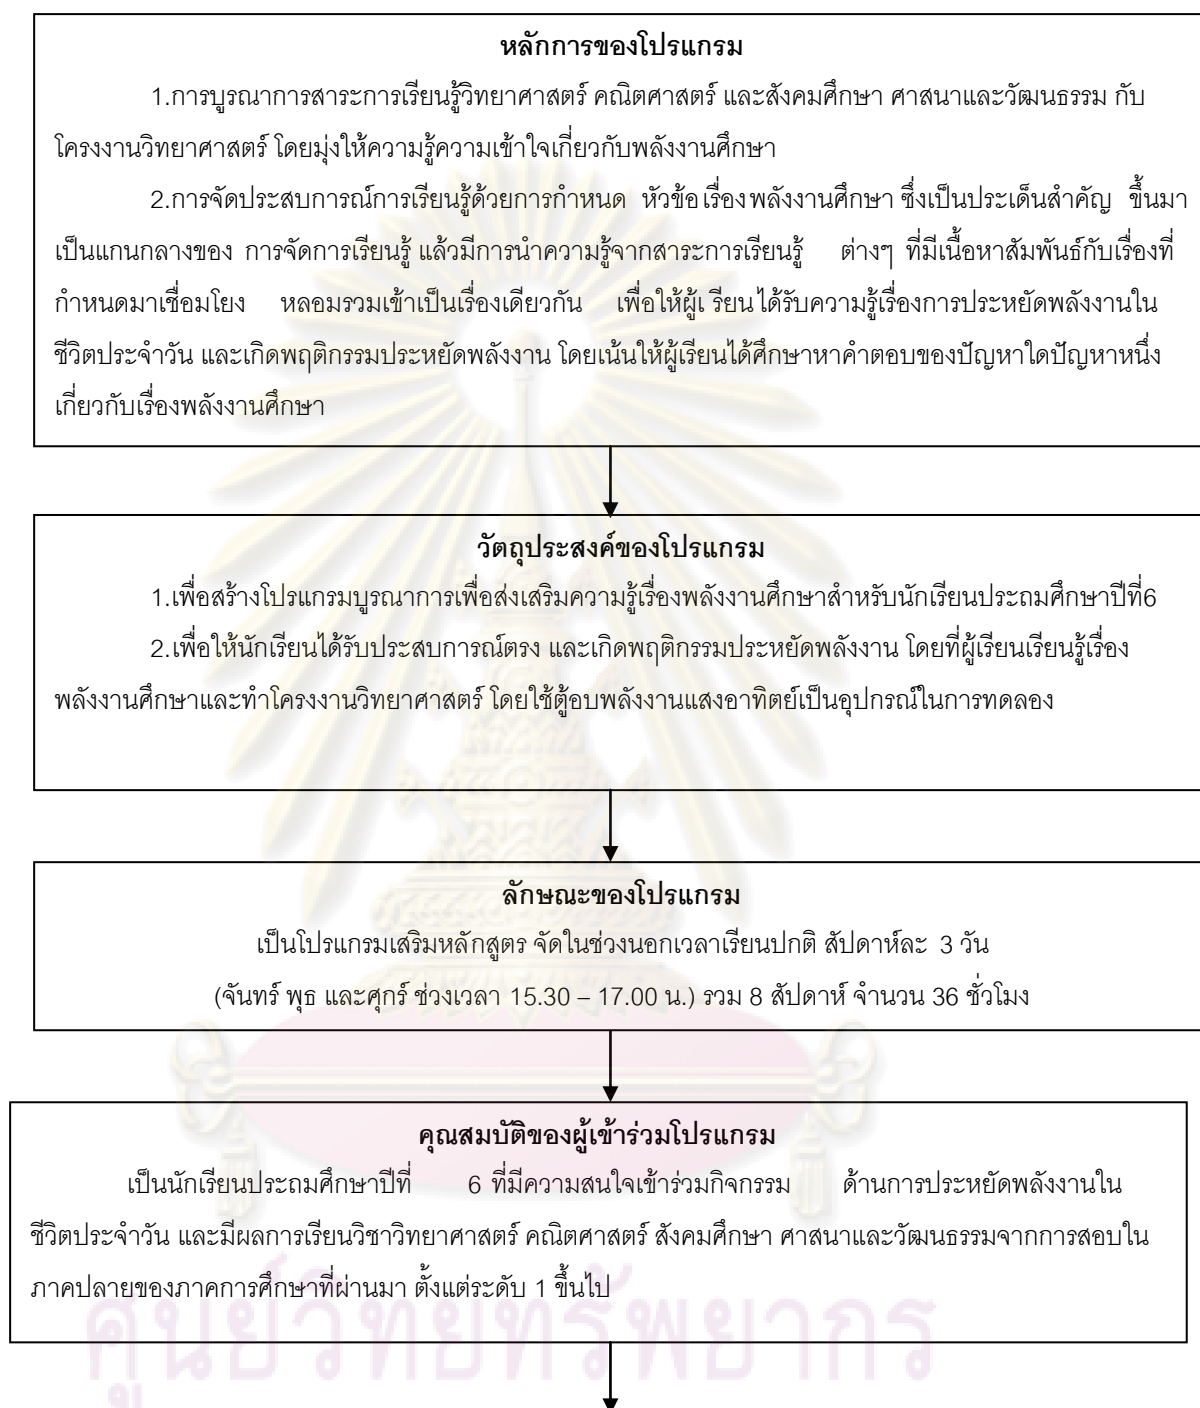 หลักการของโปรแกรม
1.การบูรณาการสาระการเรียนรู้วิทยาศาสตร์ คณิตศาสตร์ และสังคมศึกษา ศาสนาและวัฒนธรรม กับ
โครงงานวิทยาศาสตร์ โดยมุ่งให้ความรู้ความเข้าใจเกี่ยวกับพลังงานศึกษา
2.การจัดประสบการณ์การเรียนรู้ด้วยการกำหนด หัวข้อเรื่องพลังงานศึกษา ซึ่งเป็นประเด็นสำคัญ ขึ้นมา
เป็นแกนกลางของ การจัดการเรียนรู้ แล้วมีการนำความรู้จากสาระการเรียนรู้ ต่างๆ ที่มีเนื้อหาสัมพันธ์กับเรื่องที่
กำหนดมาเชื่อมโยง หลอมรวมเข้าเป็นเรื่องเดียวกัน เพื่อให้ผู้เรียนได้รับความรู้เรื่องการประหยัดพลังงานใน
ชีวิตประจำวัน และเกิดพฤติกรรมประหยัดพลังงาน โดยเน้นให้ผู้เรียนได้ศึกษาหาคำตอบของปัญหาใดปัญหาหนึ่ง
เกี่ยวกับเรื่องพลังงานศึกษา
วัตถุประสงค์ของโปรแกรม
1.เพื่อสร้างโปรแกรมบูรณาการเพื่อส่งเสริมความรู้เรื่องพลังงานศึกษาสำหรับนักเรียนประถมศึกษาปีที่6
2.เพื่อให้นักเรียนได้รับประสบการณ์ตรง และเกิดพฤติกรรมประหยัดพลังงาน โดยที่ผู้เรียนเรียนรู้เรื่อง
พลังงานศึกษาและทำโครงงานวิทยาศาสตร์ โดยใช้ตู้อบพลังงานแสงอาทิตย์เป็นอุปกรณ์ในการทดลอง
ลักษณะของโปรแกรม
เป็นโปรแกรมเสริมหลักสูตร จัดในช่วงนอกเวลาเรียนปกติ สัปดาห์ละ 3 วัน
(จันทร์ พุธ และศุกร์ ช่วงเวลา 15.30 – 17.00 น.) รวม 8 สัปดาห์ จำนวน 36 ชั่วโมง
คุณสมบัติของผู้เข้าร่วมโปรแกรม
เป็นนักเรียนประถมศึกษาปีที่ 6 ที่มีความสนใจเข้าร่วมกิจกรรม ด้านการประหยัดพลังงานใน
ชีวิตประจำวัน และมีผลการเรียนวิชาวิทยาศาสตร์ คณิตศาสตร์ สังคมศึกษา ศาสนาและวัฒนธรรมจากการสอบใน
ภาคปลายของภาคการศึกษาที่ผ่านมา ตั้งแต่ระดับ 1 ขึ้นไป
ศูนย์วิทยทรัพยากร